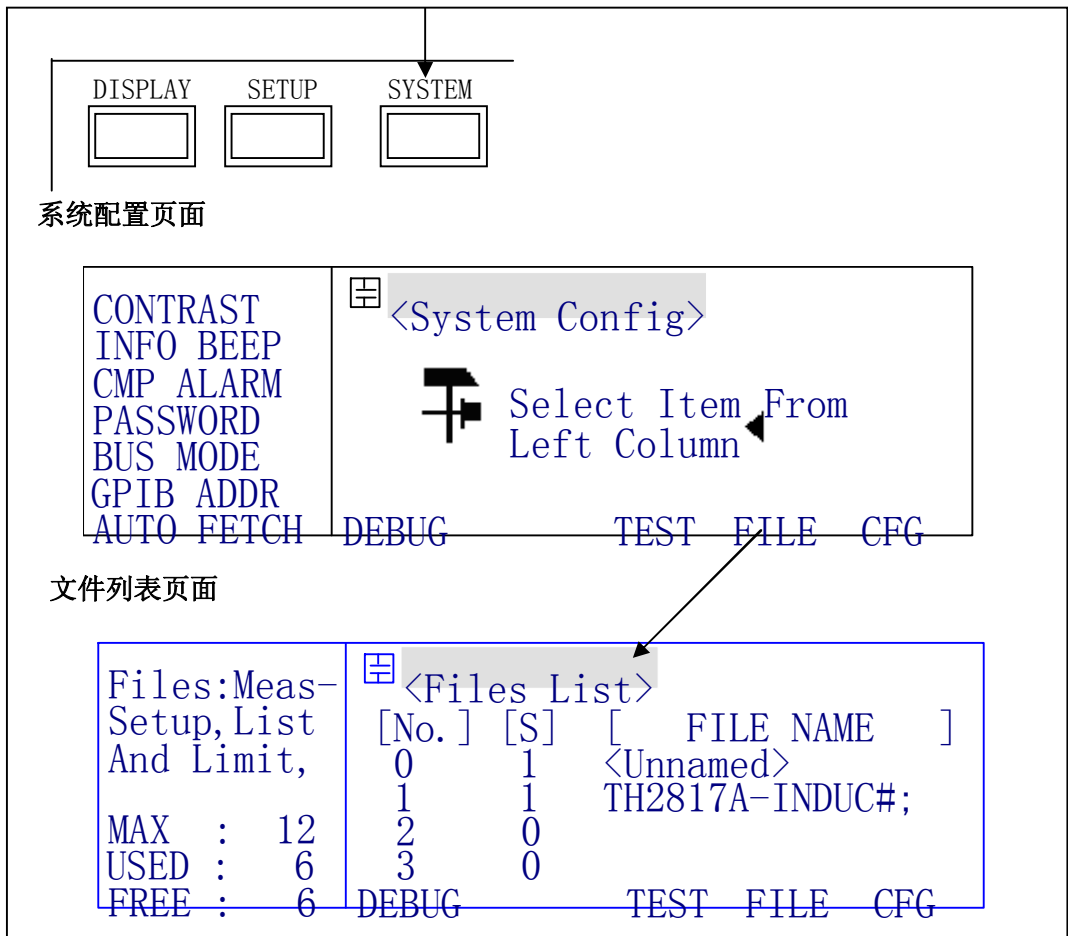 DISPLAY SETUP SYSTEM
系统配置页面
CONTRAST
INFO BEEP
CMP ALARM
PASSWORD
BUS MODE
GPIB ADDR
AUTO FETCH
<System Config>
Select Item From
Left Column
DEBUG TEST FILE CFG
文件列表页面
Files:Meas-
Setup,List
And Limit,
MAX : 12
USED : 6
FREE : 6
<Files List>
[No.] [S] [ FILE NAME ]
0 1 <Unnamed>
1 1 TH2817A-INDUC#;
2 0
3 0
DEBUG TEST FILE CFG